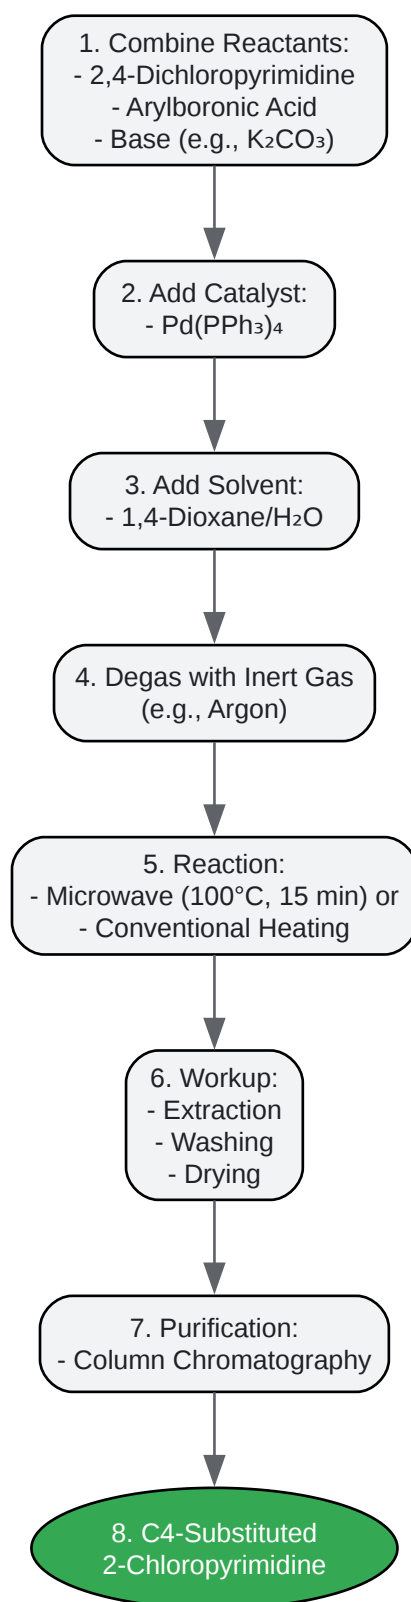 1. Combine Reactants:
- 2,4-Dichloropyrimidine
- Arylboronic Acid
- Base (e.g., K₂CO₃)
2. Add Catalyst:
- Pd(PPh₃)₄
3. Add Solvent:
- 1,4-Dioxane/H₂O
4. Degas with Inert Gas
(e.g., Argon)
5. Reaction:
- Microwave (100°C, 15 min) or
- Conventional Heating
6. Workup:
- Extraction
- Washing
- Drying
7. Purification:
- Column Chromatography
8. C4-Substituted
2-Chloropyrimidine